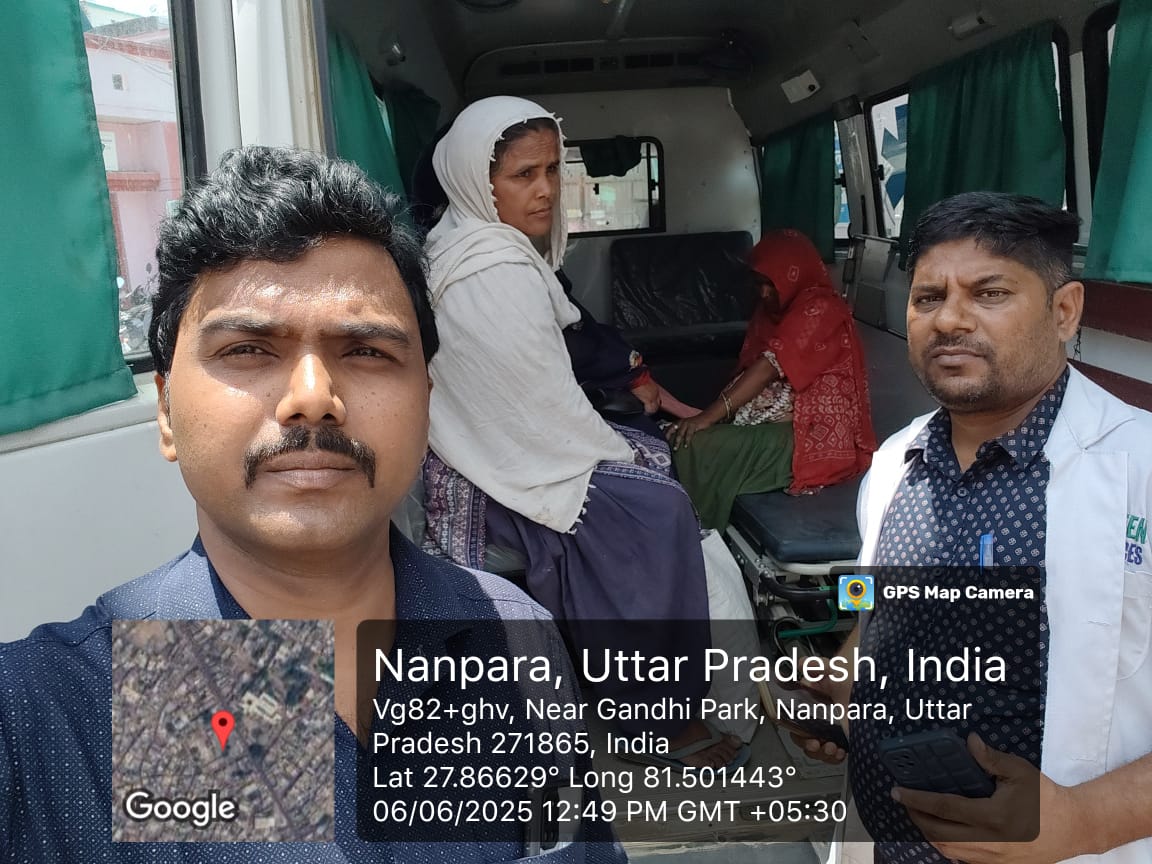 GPS Map Camera
Nanpara, Uttar Pradesh, India
Vg82+ghv, Near Gandhi Park, Nanpara, Uttar
Pradesh 271865, India
Lat 27.86629° Long 81.501443°
06/06/2025 12:49 PM GMT +05:30
Google